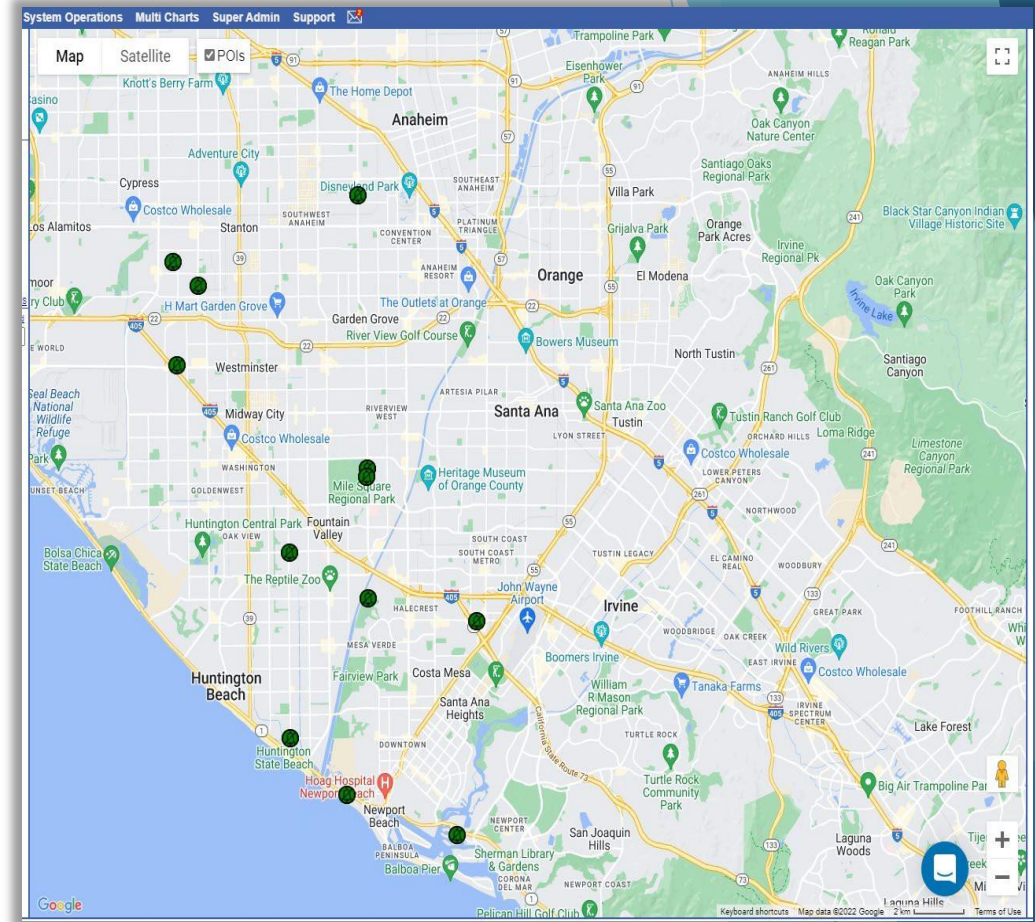 System Operations Multi Charts Super Admin Support
Map Satellite POIs
Trampoline Park
Reagan Park
Eisenhower
Park
ANAHEIM HILLS
Knott's Berry Farm
The Home Depot
Anaheim
Oak Canyon
Nature Center
Adventure City
Santiago Oaks
Regional Park
Cypress
Disneyland Park
SOUTHEAST
ANAHEIM
Villa Park
Costco Wholesale
SOUTHWEST
ANAHEIM
PLATINUM
TRIANGLE
Black Star Canyon Indian
Village Historic Site
Los Alamitos
Stanton
CONVENTION
CENTER
Grijalva Park
Orange
Park Acres
Irvine
Regional Pk
ANAHEIM
RESORT
Orange
El Modena
Oak Canyon
Park
Irvine Lake
H Mart Garden Grove
The Outlets at Orange
Garden Grove
River View Golf Course
Bowers Museum
North Tustin
Santiago
Canyon
Westminster
ARTESIA PILAR
Seal Beach
National
Wildlife
Refuge
Midway City
RIVERVIEW
WEST
Santa Ana
Santa Ana Zoo
Tustin
Tustin Ranch Golf Club
Costco Wholesale
LYON STREET
ORCHARD HILLS
Loma Ridge
Limestone
Canyon
Regional Park
Costco Wholesale
WASHINGTON
Heritage Museum
of Orange County
LOWER PETERS
CANYON
GOLDENWEST
Mile Square
Regional Park
NORTHWOOD
Huntington Central Park
OAK VIEW
Fountain
Valley
SOUTH COAST
Bolsa Chica
State Beach
SOUTH COAST
METRO
TUSTIN LEGACY
EL CAMINO
REAL
WOODBURY
The Reptile Zoo
John Wayne
Airport
HALECREST
Irvine
GREAT PARK
FOOTHILL RANCH
MESA VERDE
WOODBRIDGE
OAK CREEK
Wild Rivers
Boomers Irvine
EAST IRVINE
Costco Wholesale
Huntington
Beach
Fairview Park
Costa Mesa
William
R Mason
Regional Park
Tanaka Farms
Santa Ana
Heights
IRVINE
SPECTRUM
CENTER
Lake Forest
California State Route 73
TURTLE ROCK
DOWNTOWN
Huntington
State Beach
Turtle Rock
Community
Park
Hoag Hospital
Newport Beach
Big Air Trampoline Par
Newport
Beach
NEWPORT
CENTER
San Joaquin
Hills
Laguna
Woods
BALBOA
PENINSULA
Sherman Library
& Gardens
Balboa Pier
CORONA
DEL MAR
NEWPORT COAST
Laguna Hills
Pelican Hill Golf Club
Google
Keyboard shortcuts Map data ©2022 Google 2 km Terms of Use